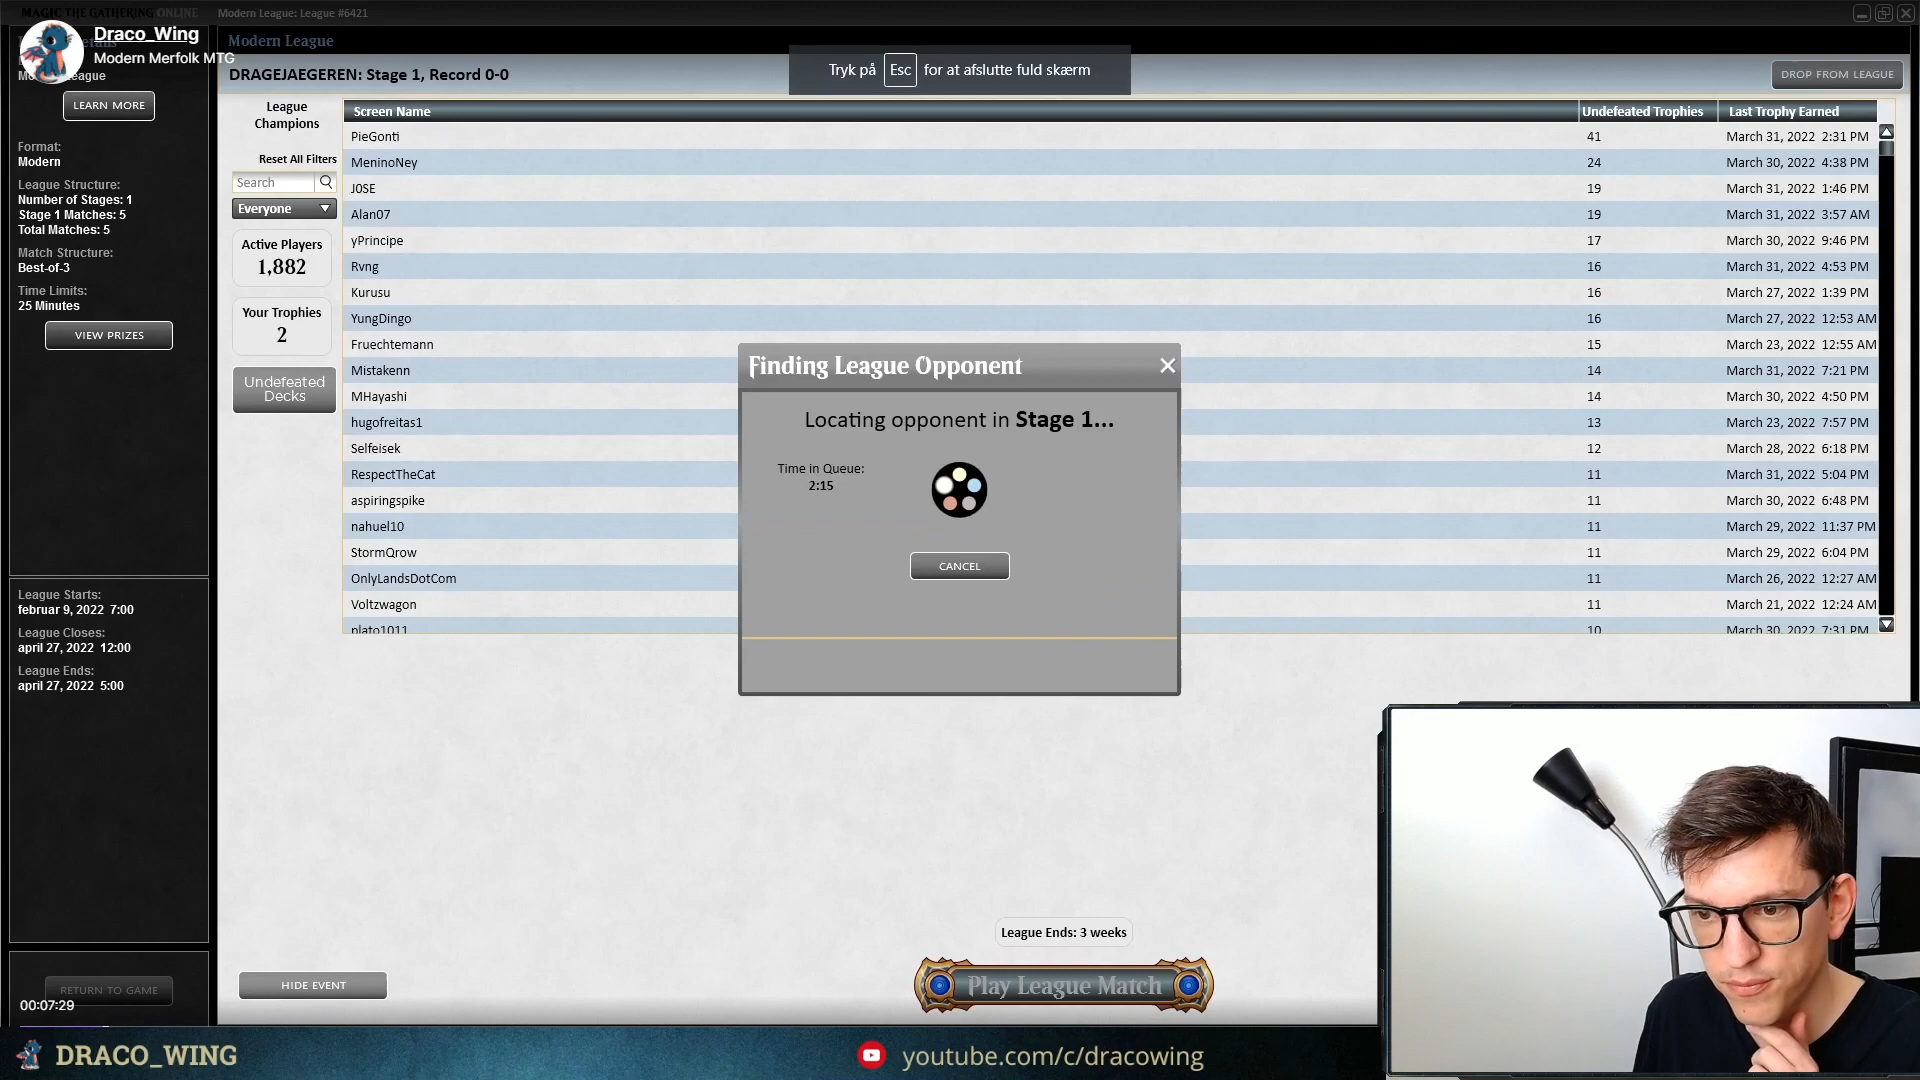 MAGIC THE GATHERING ONLINE
Modern League: League #6421
Draco_Wing
Modern Merfolk MTG
Modern League
DRAGEJAEGEREN: Stage 1, Record 0-0
Tryk på Esc for at afslutte fuld skærm
DROP FROM LEAGUE
LEARN MORE
Format:
Modern
League Structure:
Number of Stages: 1
Stage 1 Matches: 5
Total Matches: 5
Match Structure:
Best-of-3
Time Limits:
25 Minutes
VIEW PRIZES
League Starts:
februar 9, 2022 7:00
League Closes:
april 27, 2022 12:00
League Ends:
april 27, 2022 5:00
RETURN TO GAME
00:07:29
League
Champions
Reset All Filters
Search
Everyone
Active Players
1,882
Your Trophies
2
Undefeated
Decks
Screen Name Undefeated Trophies Last Trophy Earned
PieGonti 41 March 31, 2022 2:31 PM
MeninoNey 24 March 30, 2022 4:38 PM
J0SE 19 March 31, 2022 1:46 PM
Alan07 19 March 31, 2022 3:57 AM
yPrincipe 17 March 30, 2022 9:46 PM
Rvng 16 March 31, 2022 4:53 PM
Kurusu 16 March 27, 2022 1:39 PM
YungDingo 16 March 27, 2022 12:53 AM
Fruechtemann 15 March 23, 2022 12:55 AM
Mistakenn 14 March 31, 2022 7:21 PM
MHayashi 14 March 30, 2022 4:50 PM
hugofreitas1 13 March 23, 2022 7:57 PM
Selfeisek 12 March 28, 2022 6:18 PM
RespectTheCat 11 March 31, 2022 5:04 PM
aspiringspike 11 March 30, 2022 6:48 PM
nahuel10 11 March 29, 2022 11:37 PM
StormQrow 11 March 29, 2022 6:04 PM
OnlyLandsDotCom 11 March 26, 2022 12:27 AM
Voltzwagon 11 March 21, 2022 12:24 AM
plato1011 10 March 30, 2022 7:31 PM
Finding League Opponent
Locating opponent in Stage 1...
Time in Queue:
2:15
CANCEL
League Ends: 3 weeks
HIDE EVENT
Play League Match
DRACO_WING
youtube.com/c/dracowing